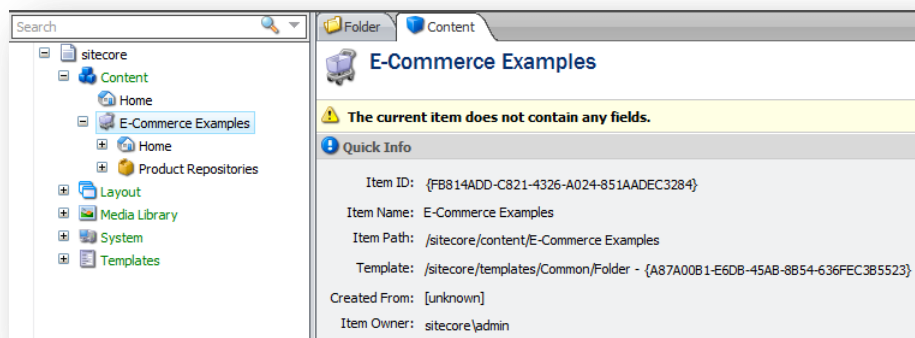 Search
sitecore
Content
Home
E-Commerce Examples
Home
Product Repositories
Layout
Media Library
System
Templates
Folder
Content
E-Commerce Examples
The current item does not contain any fields.
Quick Info
Item ID: {FB814ADD-C821-4326-A024-851AADEC3284}
Item Name: E-Commerce Examples
Item Path: /sitecore/content/E-Commerce Examples
Template: /sitecore/templates/Common/Folder - {A87A00B1-E6DB-45AB-8B54-636FEC3B5523}
Created From: [unknown]
Item Owner: sitecore\admin